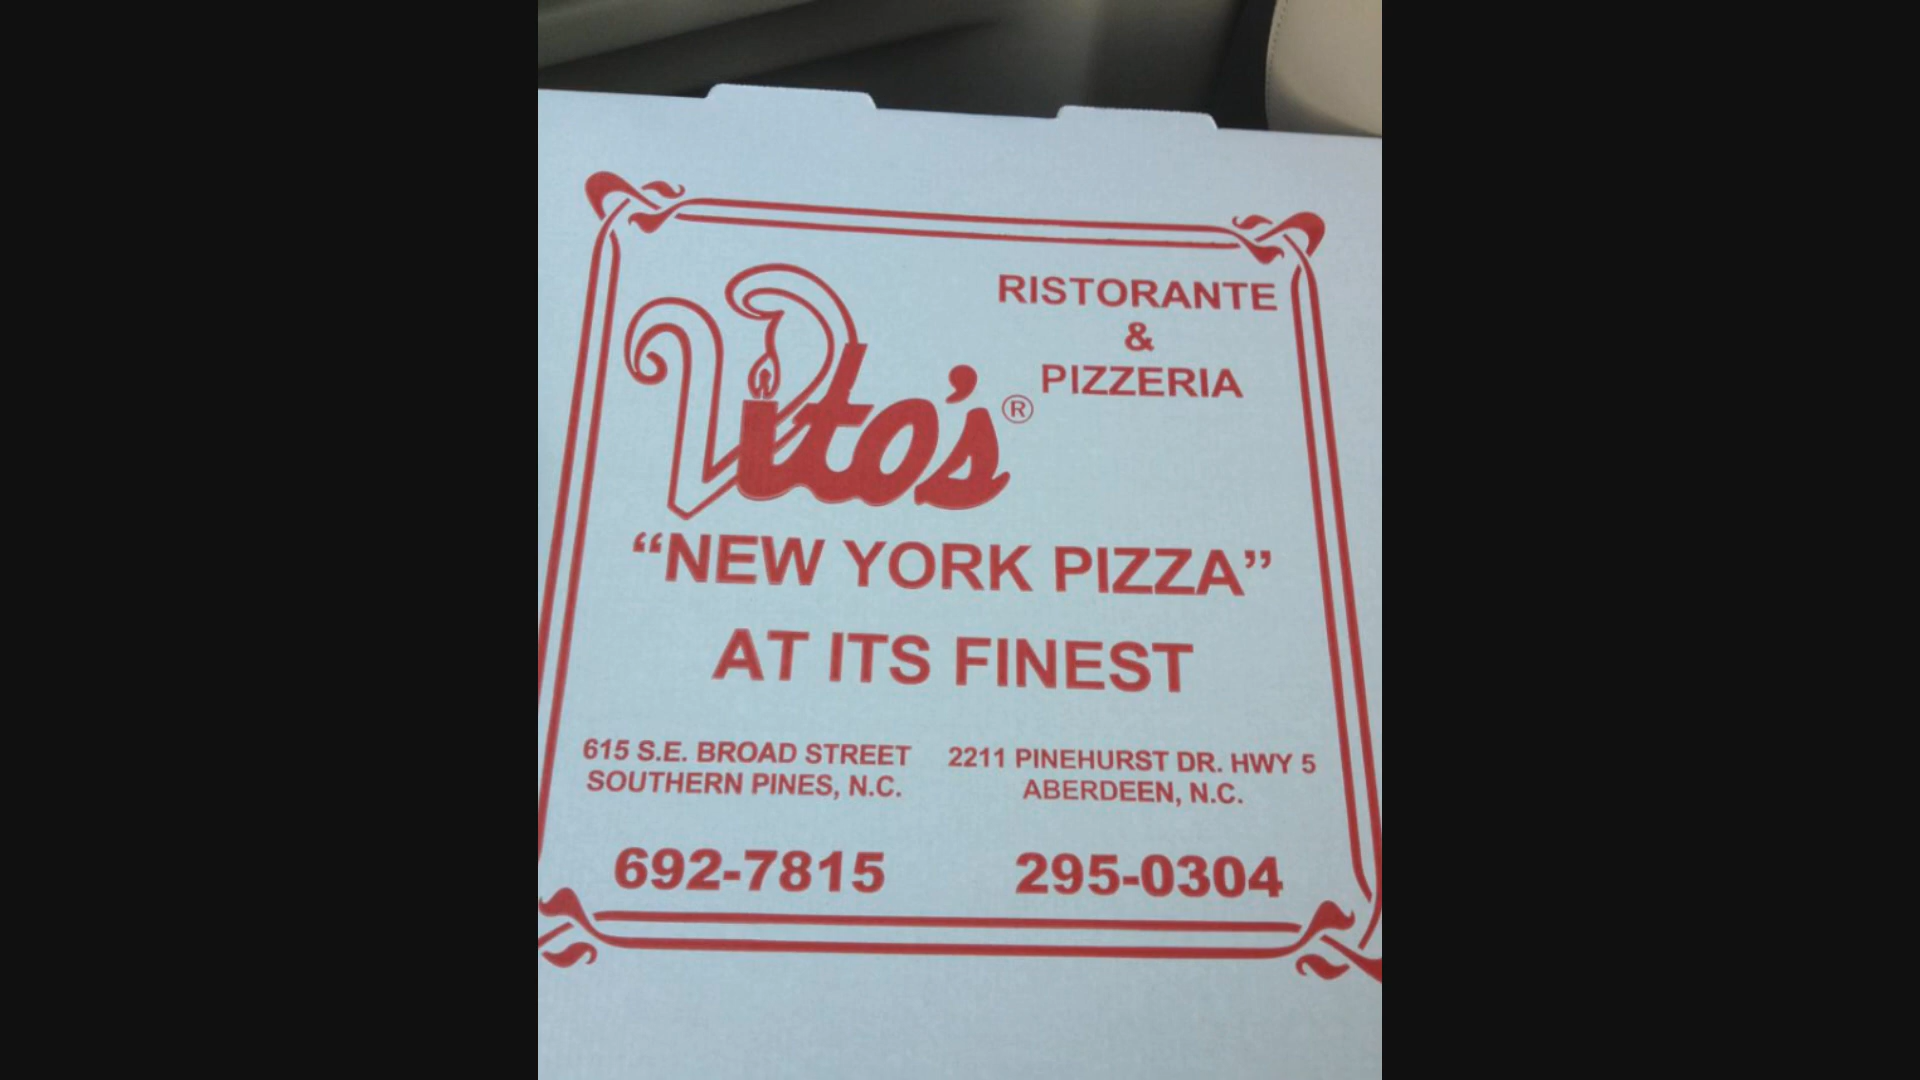 Vito's®
RISTORANTE
&
PIZZERIA
“NEW YORK PIZZA”
AT ITS FINEST
615 S.E. BROAD STREET
SOUTHERN PINES, N.C.
692-7815
2211 PINEHURST DR. HWY 5
ABERDEEN, N.C.
295-0304